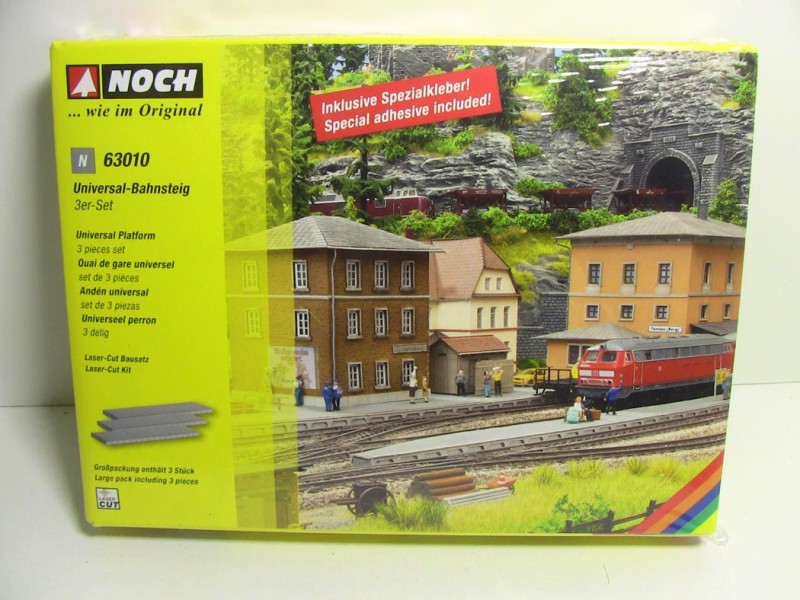 NOCH
... wie im Original
Inklusive Spezialkleber!
Special adhesive included!
N 63010
Universal-Bahnsteig
3er-Set
Universal Platform
3 pieces set
Quai de gare universel
set de 3 pièces
Andén universal
set de 3 piezas
Universeel perron
3 delig
Laser-Cut Bausatz
Laser-Cut Kit
Großpackung enthält 3 Stück
Large pack including 3 pieces
LASER
CUT